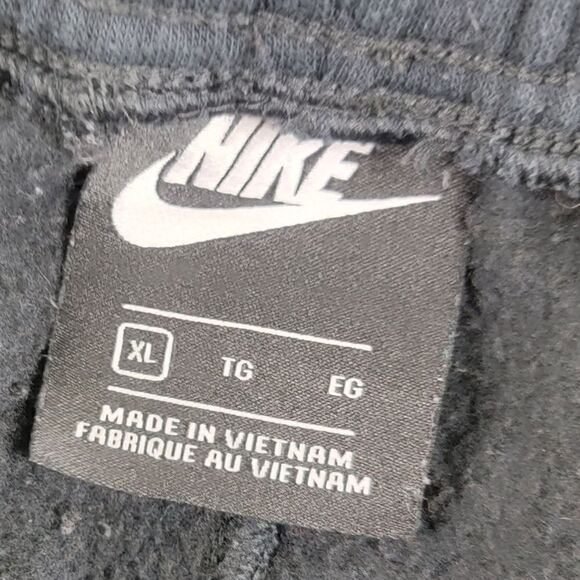 NIKE
XL TG EG
MADE IN VIETNAM
FABRIQUE AU VIETNAM